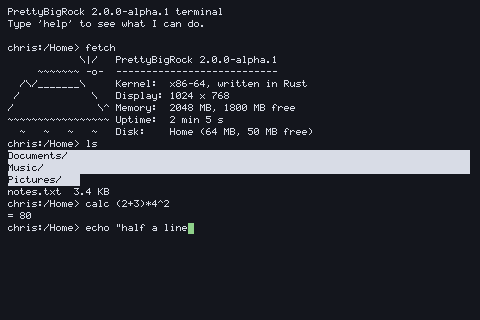 PrettyBigRock 2.0.0-alpha.1 terminal
Type 'help' to see what I can do.

chris:/Home> fetch
            \|/   PrettyBigRock 2.0.0-alpha.1
     ~~~~~~~ -o-  ---------------------------
  /\/_______\     Kernel:  x86-64, written in Rust
 /            \   Display: 1024 x 768
/              \^ Memory:  2048 MB, 1800 MB free
~~~~~~~~~~~~~~~~~ Uptime:  2 min 5 s
  ~   ~   ~   ~   Disk:    Home (64 MB, 50 MB free)
chris:/Home> ls
Documents/
Music/
Pictures/
notes.txt  3.4 KB
chris:/Home> calc (2+3)*4^2
= 80
chris:/Home> echo "half a line